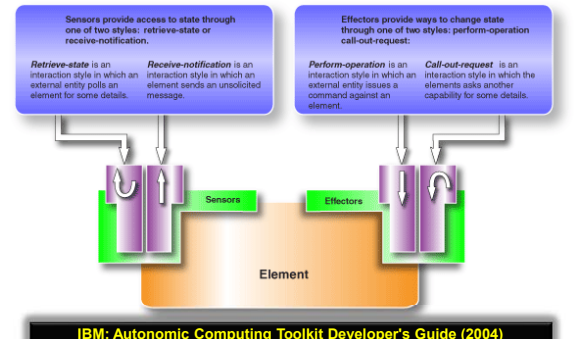 Sensors provide access to state through
one of two styles: retrieve-state or
receive-notification.
Retrieve-state is an
interaction style in which an
external entity polls an
element for some details.
Receive-notification is an
interaction style in which an
element sends an unsolicited
message.
Effectors provide ways to change state
through one of two styles: perform-operation
call-out-request:
Perform-operation is an
interaction style in which an
external entity issues a
command against an
element.
Call-out-request is an
interaction style in which the
elements asks another
capability for some details.
Sensors
Effectors
Element
IBM: Autonomic Computing Toolkit Developer's Guide (2004)